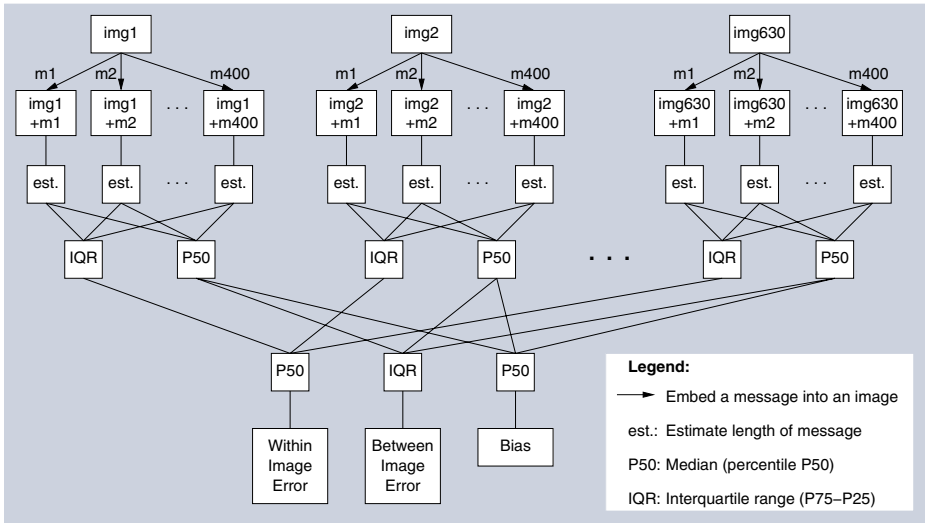 img1
img2
img630
m1
m2
m400
m1
m2
m400
m1
m2
m400
img1
+m1
img1
+m2
. . .
img1
+m400
img2
+m1
img2
+m2
. . .
img2
+m400
img630
+m1
img630
+m2
. . .
img630
+m400
est.
est.
. . .
est.
est.
est.
. . .
est.
est.
est.
. . .
est.
IQR
P50
IQR
P50
. . .
IQR
P50
P50
IQR
P50
Within
Image
Error
Between
Image
Error
Bias
Legend:
Embed a message into an image
est.: Estimate length of message
P50: Median (percentile P50)
IQR: Interquartile range (P75–P25)